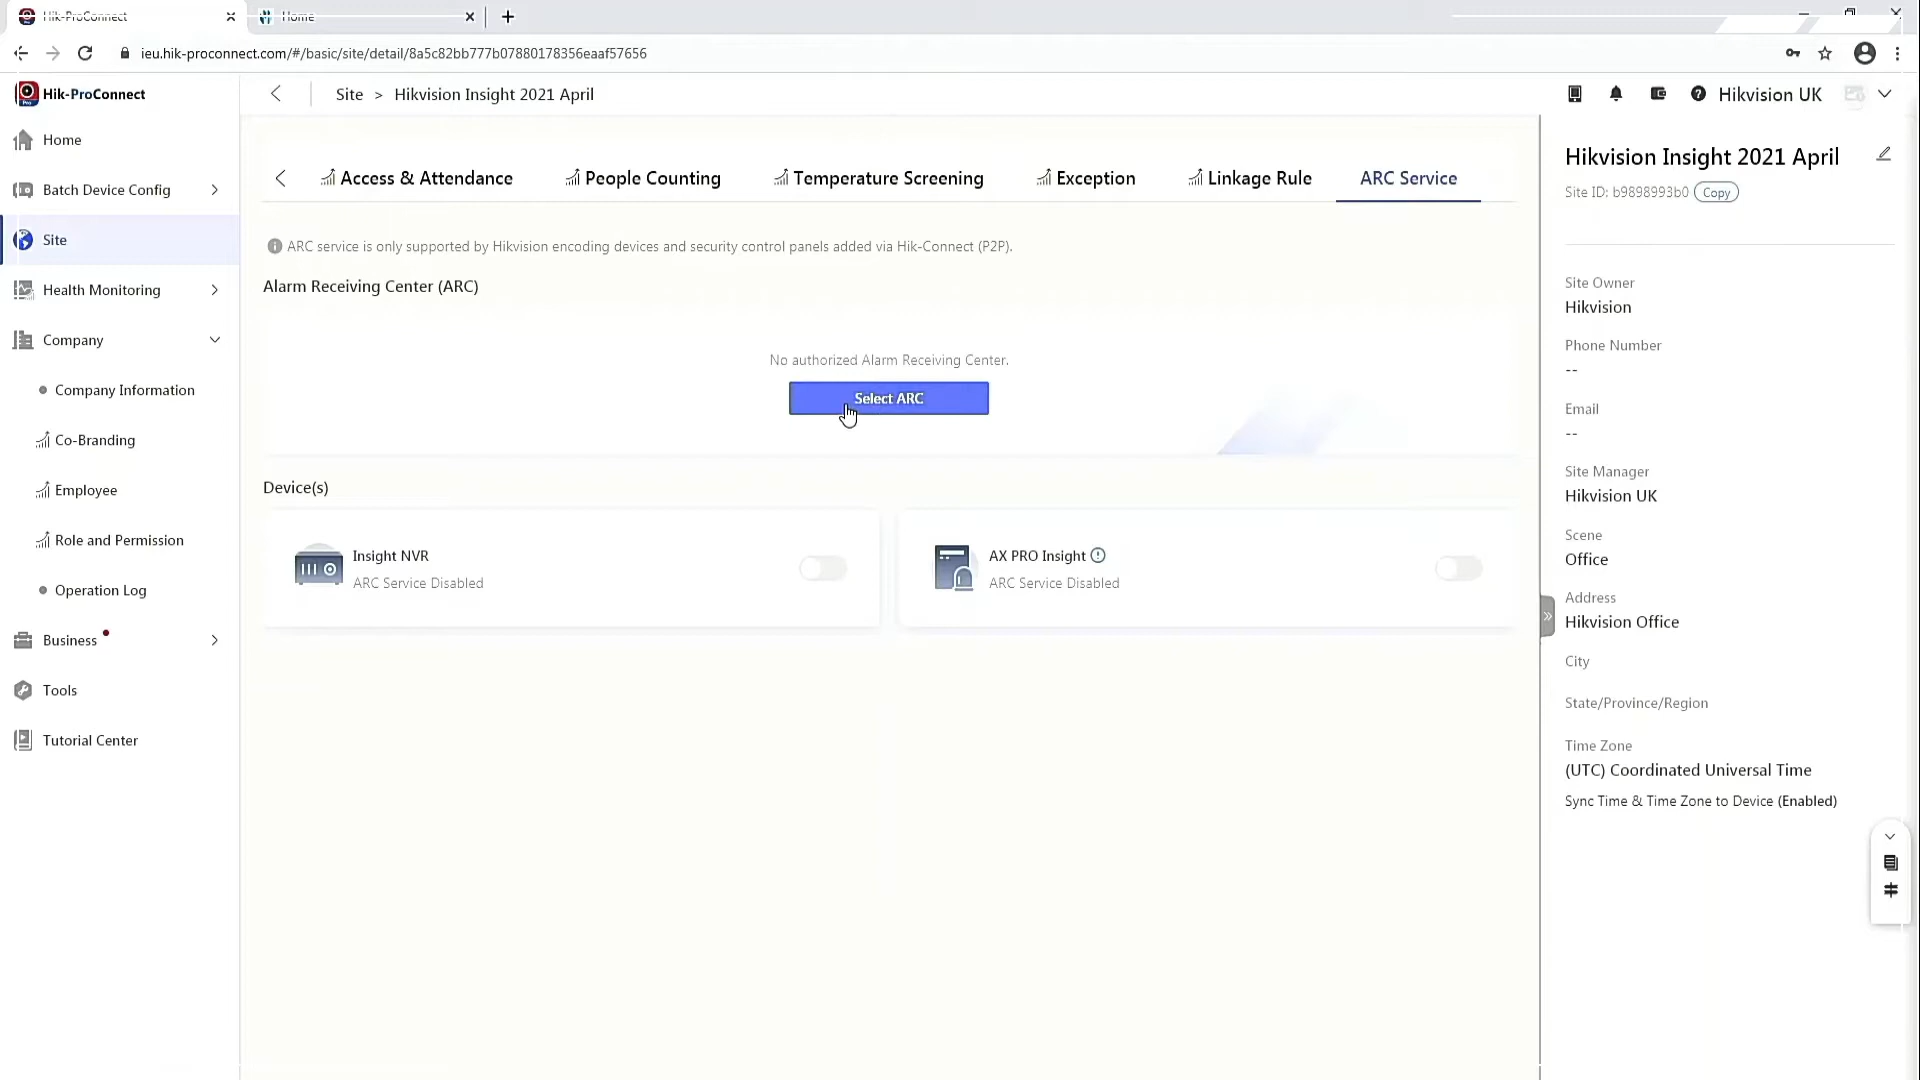 Hik-ProConnect
Home
ieu.hik-proconnect.com/#/basic/site/detail/8a5c82bb777b07880178356eaaf57656
Hik-ProConnect
Site > Hikvision Insight 2021 April
Hikvision UK
Home
Batch Device Config
Site
Health Monitoring
Company
Company Information
Co-Branding
Employee
Role and Permission
Operation Log
Business
Tools
Tutorial Center
Access & Attendance
People Counting
Temperature Screening
Exception
Linkage Rule
ARC Service
ARC service is only supported by Hikvision encoding devices and security control panels added via Hik-Connect (P2P).
Alarm Receiving Center (ARC)
No authorized Alarm Receiving Center.
Select ARC
Device(s)
Insight NVR
ARC Service Disabled
AX PRO Insight
ARC Service Disabled
Hikvision Insight 2021 April
Site ID: b9898993b0 Copy
Site Owner
Hikvision
Phone Number
--
Email
--
Site Manager
Hikvision UK
Scene
Office
Address
Hikvision Office
City
State/Province/Region
Time Zone
(UTC) Coordinated Universal Time
Sync Time & Time Zone to Device (Enabled)